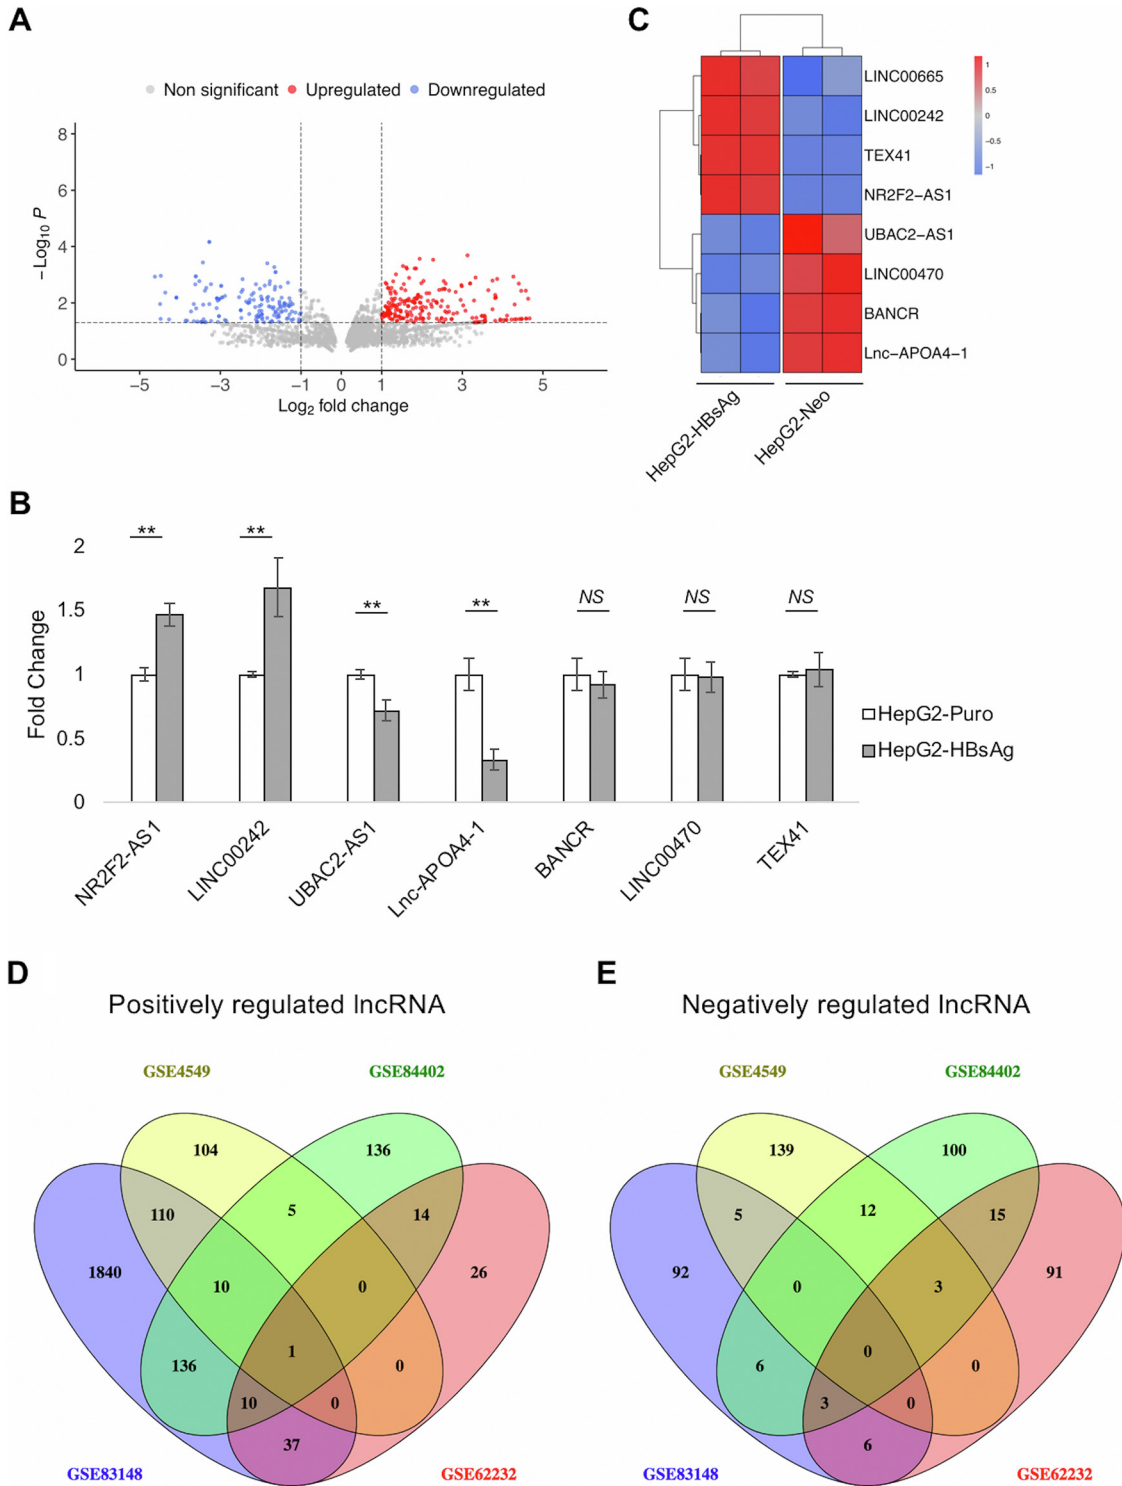 A
Non significant Upregulated Downregulated
8
6
4
2
0
−Log10 P
−5 −3 −1 0 1 3 5
Log2 fold change
C
LINC00665
LINC00242
TEX41
NR2F2−AS1
UBAC2−AS1
LINC00470
BANCR
Lnc−APOA4−1
1
0.5
0
−0.5
−1
HepG2-HBsAg
HepG2-Neo
B
** ** ** ** NS NS NS
2
1.5
1
0.5
0
Fold Change
HepG2-Puro
HepG2-HBsAg
NR2F2-AS1
LINC00242
UBAC2-AS1
Lnc-APOA4-1
BANCR
LINC00470
TEX41
D
Positively regulated lncRNA
GSE4549 GSE84402
104 136
110 5 14
1840 10 0 26
136 1 0
10 0
37
GSE83148 GSE62232
E
Negatively regulated lncRNA
GSE4549 GSE84402
139 100
5 12 15
92 0 3 91
6 0 0
3 0
6
GSE83148 GSE62232